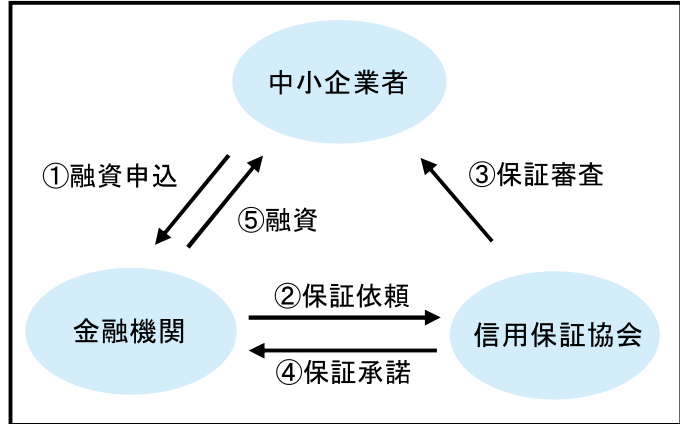 中小企業者
①融資申込
③保証審査
⑤融資
②保証依頼
金融機関
信用保証協会
④保証承諾